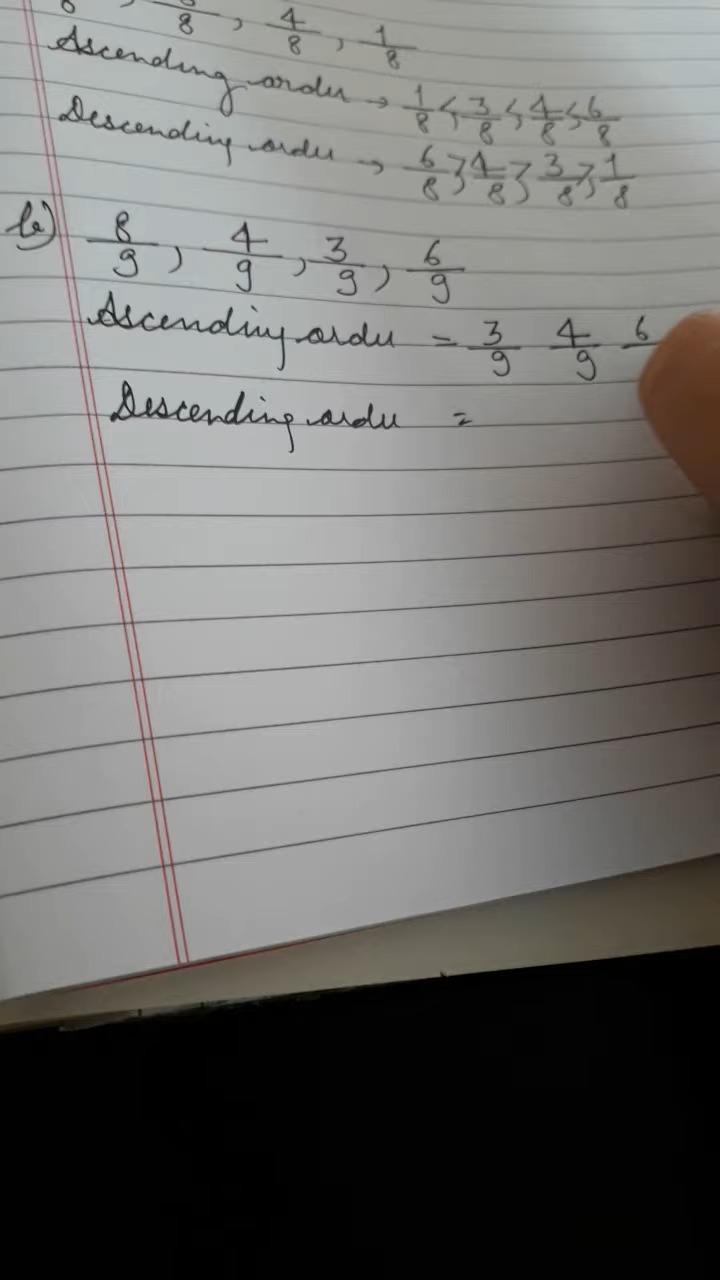 8, 3/8, 4/8, 1/8
Ascending order → 1/8 < 3/8 < 4/8 < 6/8
Descending order → 6/8 > 4/8 > 3/8 > 1/8
b) 8/9, 4/9, 3/9, 6/9
Ascending order = 3/9 4/9 6
Descending order =